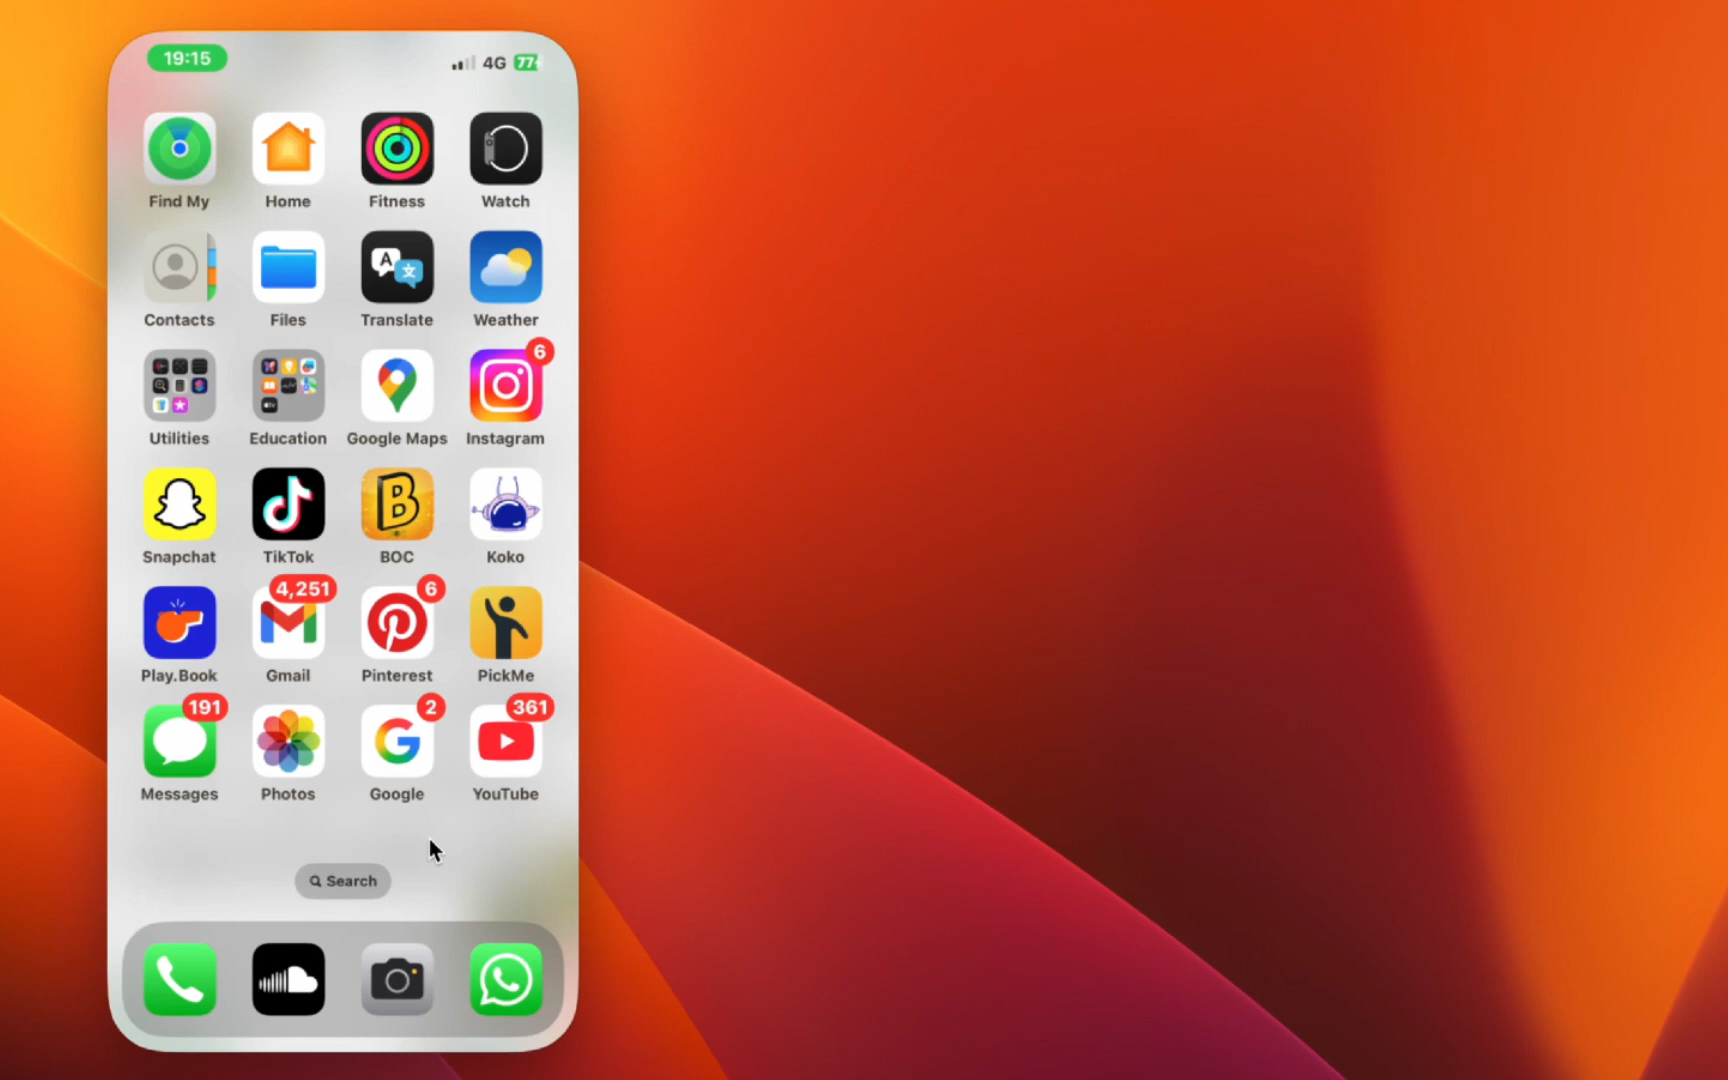 19:15 4G 77
Find My Home Fitness Watch
Contacts Files Translate Weather
6
Utilities Education Google Maps Instagram
Snapchat TikTok BOC Koko
4,251 6
Play.Book Gmail Pinterest PickMe
191 2 361
Messages Photos Google YouTube
Search